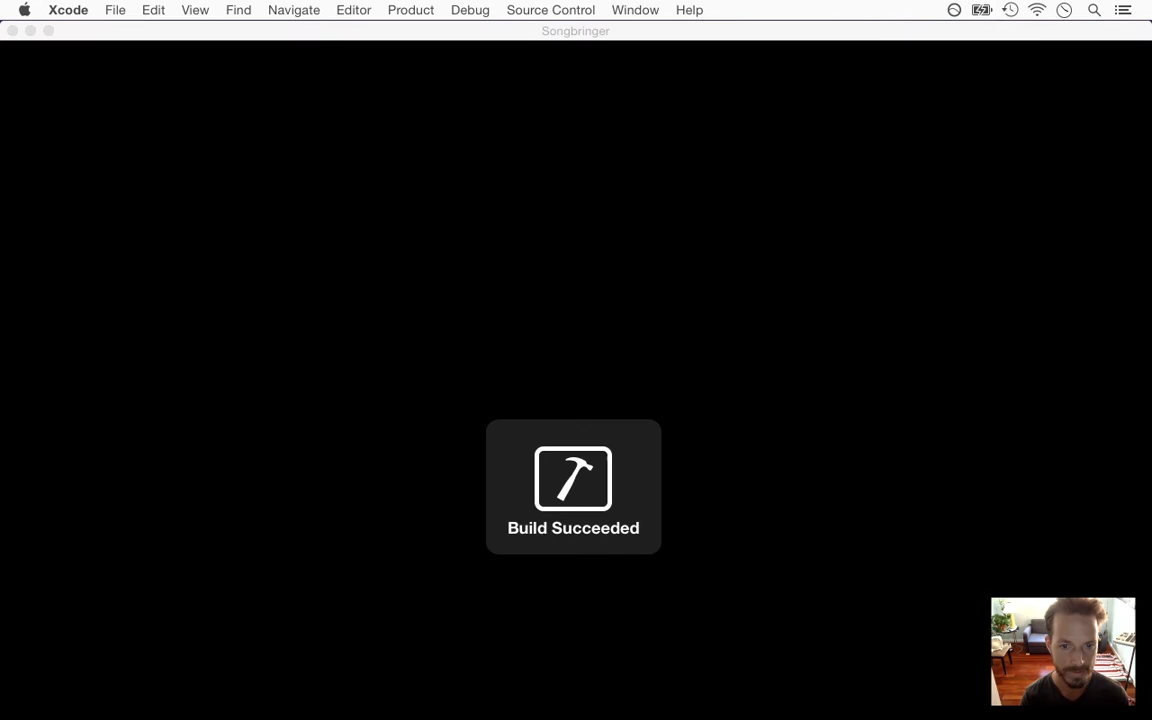 Xcode File Edit View Find Navigate Editor Product Debug Source Control Window Help
Songbringer
Build Succeeded